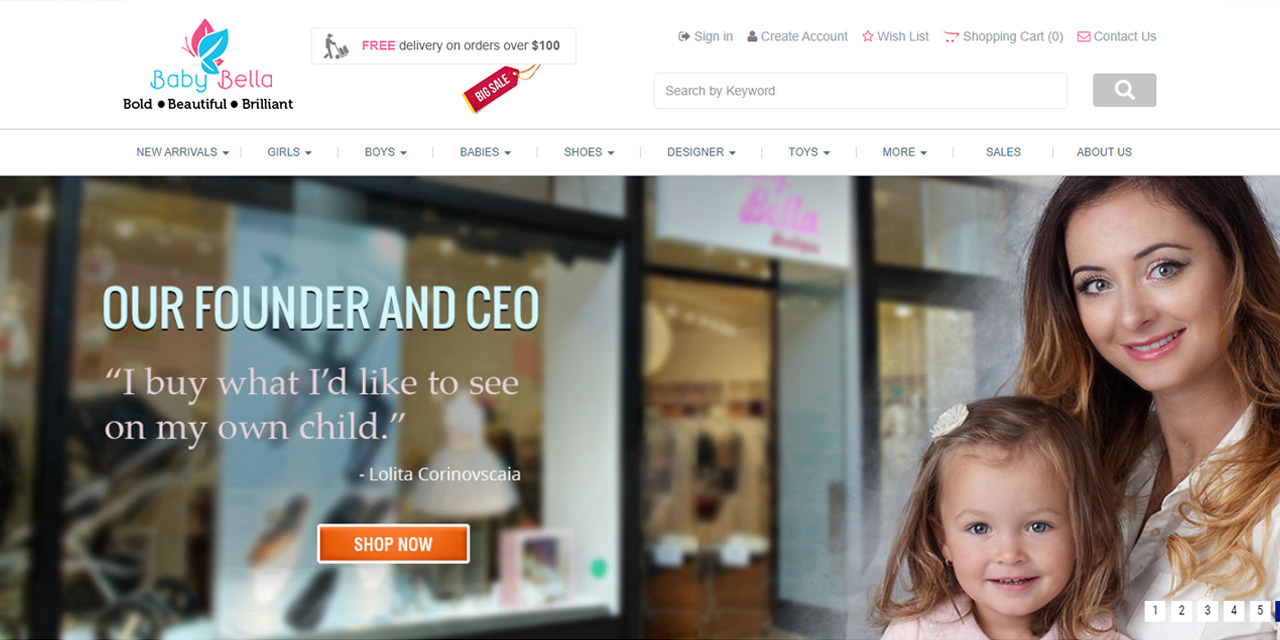 Baby Bella
Bold ● Beautiful ● Brilliant
FREE delivery on orders over $100
BIG SALE
Sign in
Create Account
Wish List
Shopping Cart (0)
Contact Us
Search by Keyword
NEW ARRIVALS
GIRLS
BOYS
BABIES
SHOES
DESIGNER
TOYS
MORE
SALES
ABOUT US
Bella
Boutique
OUR FOUNDER AND CEO
“I buy what I’d like to see
on my own child.”
- Lolita Corinovscaia
SHOP NOW
1 2 3 4 5